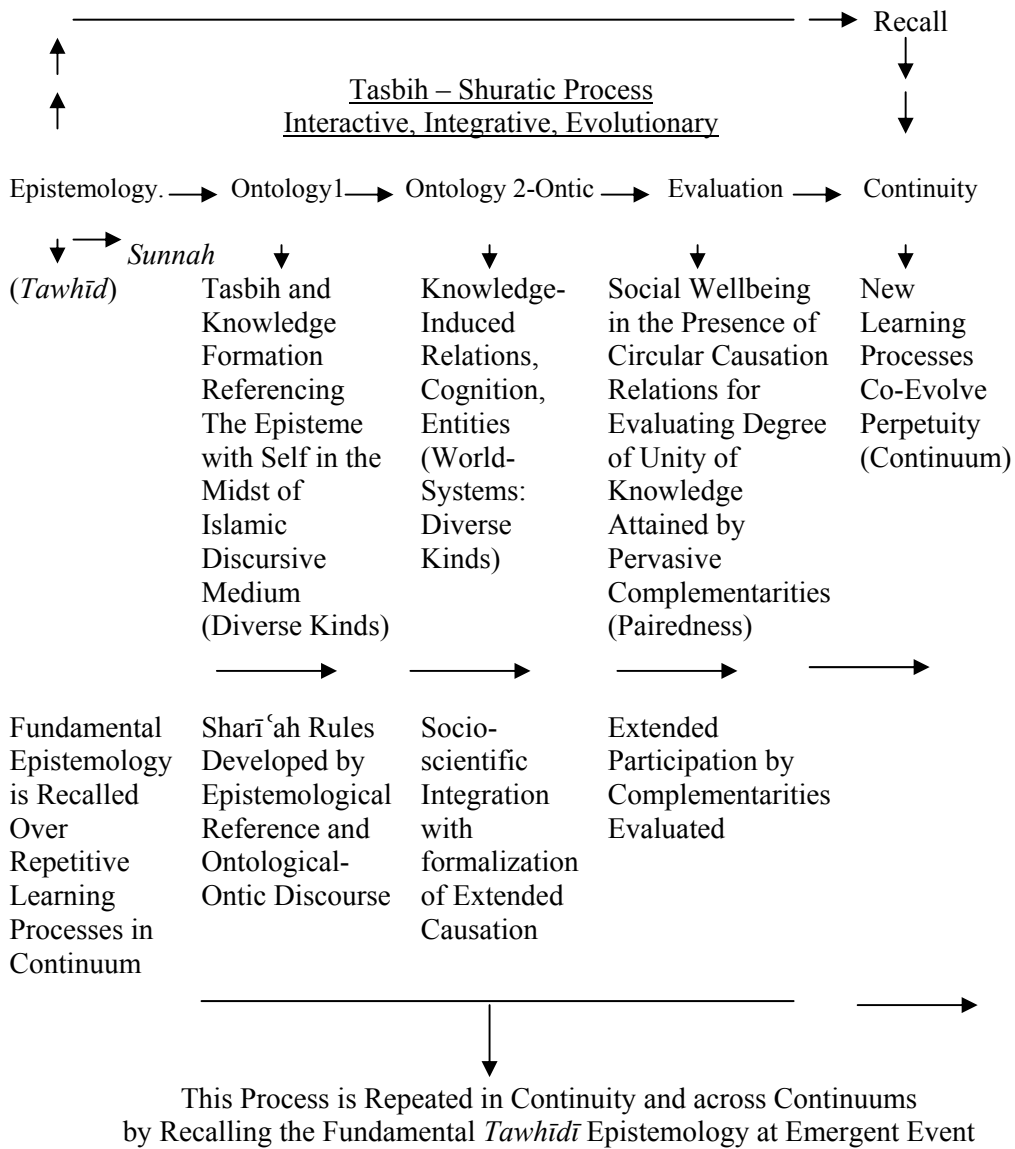 Recall
Tasbih – Shuratic Process
Interactive, Integrative, Evolutionary
Epistemology. Ontology1 Ontology 2-Ontic Evaluation Continuity
Sunnah
(Tawhīd)
Tasbih and
Knowledge
Formation
Referencing
The Episteme
with Self in the
Midst of
Islamic
Discursive
Medium
(Diverse Kinds)
Knowledge-
Induced
Relations,
Cognition,
Entities
(World-
Systems:
Diverse
Kinds)
Social Wellbeing
in the Presence of
Circular Causation
Relations for
Evaluating Degree
of Unity of
Knowledge
Attained by
Pervasive
Complementarities
(Pairedness)
New
Learning
Processes
Co-Evolve
Perpetuity
(Continuum)
Fundamental
Epistemology
is Recalled
Over
Repetitive
Learning
Processes in
Continuum
Sharīʿah Rules
Developed by
Epistemological
Reference and
Ontological-
Ontic Discourse
Socio-
scientific
Integration
with
formalization
of Extended
Causation
Extended
Participation by
Complementarities
Evaluated
This Process is Repeated in Continuity and across Continuums
by Recalling the Fundamental Tawhīdī Epistemology at Emergent Event